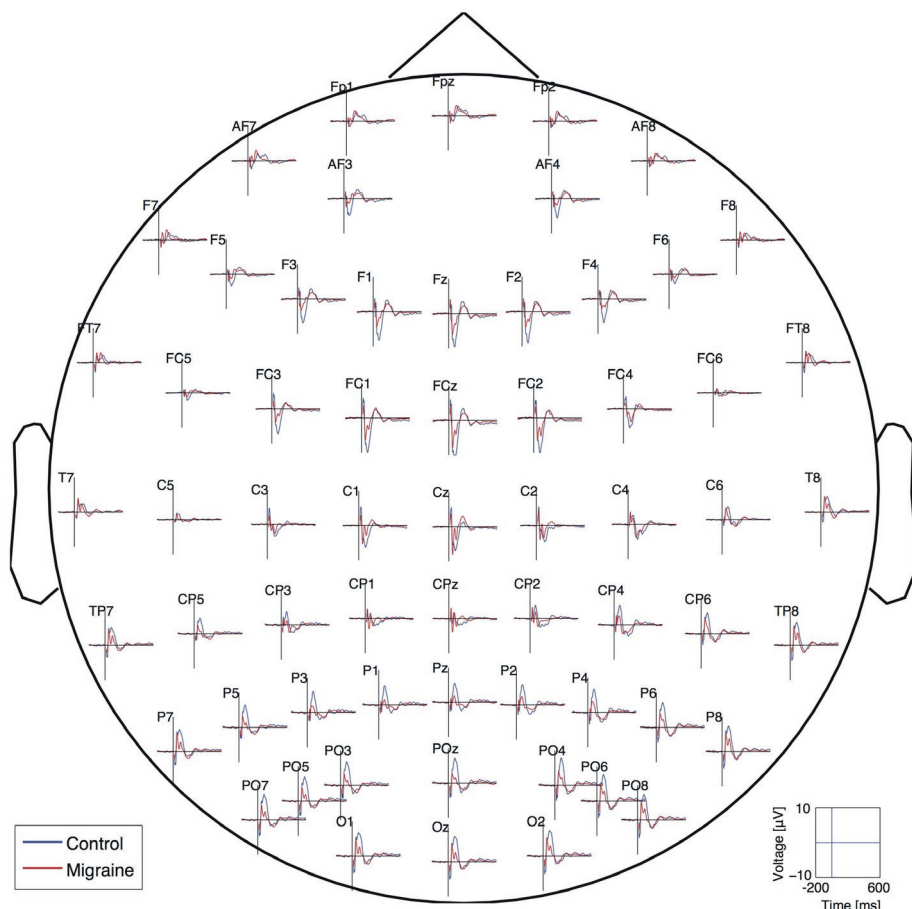 Fp1 Fpz Fp2
AF7 AF8
AF3 AF4
F7 F8
F5 F6
F3 F1 Fz F2 F4
FT7 FT8
FC5 FC6
FC3 FC1 FCz FC2 FC4
T7 C5 C3 C1 Cz C2 C4 C6 T8
CP3 CP1 CPz CP2 CP4
TP7 CP5 CP6 TP8
P3 P1 Pz P2 P4
P5 P6
P7 P8
PO3 POz PO4
PO5 PO6
PO7 PO8
O1 Oz O2
Control
Migraine
10
Voltage [µV]
-10
-200 600
Time [ms]